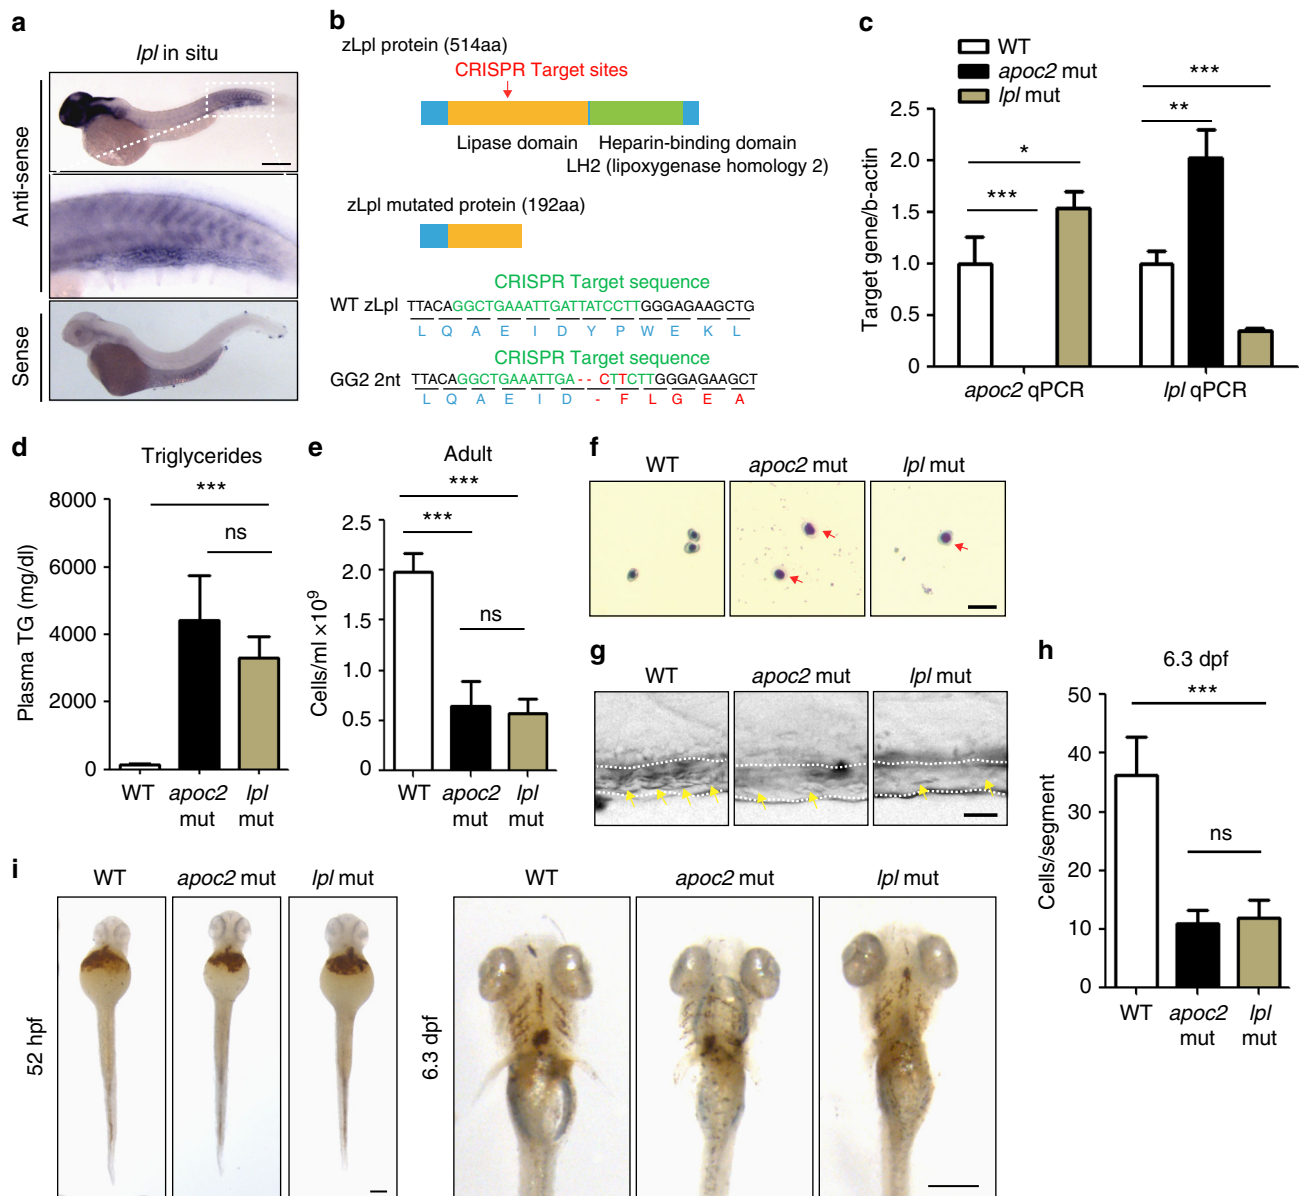 a
lpl in situ
Anti-sense
Sense
b
zLpl protein (514aa)
CRISPR Target sites
Lipase domain
Heparin-binding domain
LH2 (lipoxygenase homology 2)
zLpl mutated protein (192aa)
CRISPR Target sequence
WT zLpl TTACAGGCTGAAATTGATTATCCTTGGGAGAAGCTG
L Q A E I D Y P W E K L
CRISPR Target sequence
GG2 2nt TTACAGGCTGAAATTGA--CTTCTTGGGAGAAGCT
L Q A E I D - F L G E A
c
WT
apoc2 mut
lpl mut
Target gene/b-actin
2.5
2.0
1.5
1.0
0.5
0
***
*
**
***
apoc2 qPCR
lpl qPCR
d
Triglycerides
Plasma TG (mg/dl)
8000
6000
4000
2000
0
***
ns
WT
apoc2 mut
lpl mut
e
Adult
Cells/ml ×10⁹
2.5
2.0
1.5
1.0
0.5
0
***
***
ns
WT
apoc2 mut
lpl mut
f
WT
apoc2 mut
lpl mut
g
WT
apoc2 mut
lpl mut
h
6.3 dpf
Cells/segment
50
40
30
20
10
0
***
ns
WT
apoc2 mut
lpl mut
i
WT
apoc2 mut
lpl mut
52 hpf
WT
apoc2 mut
lpl mut
6.3 dpf